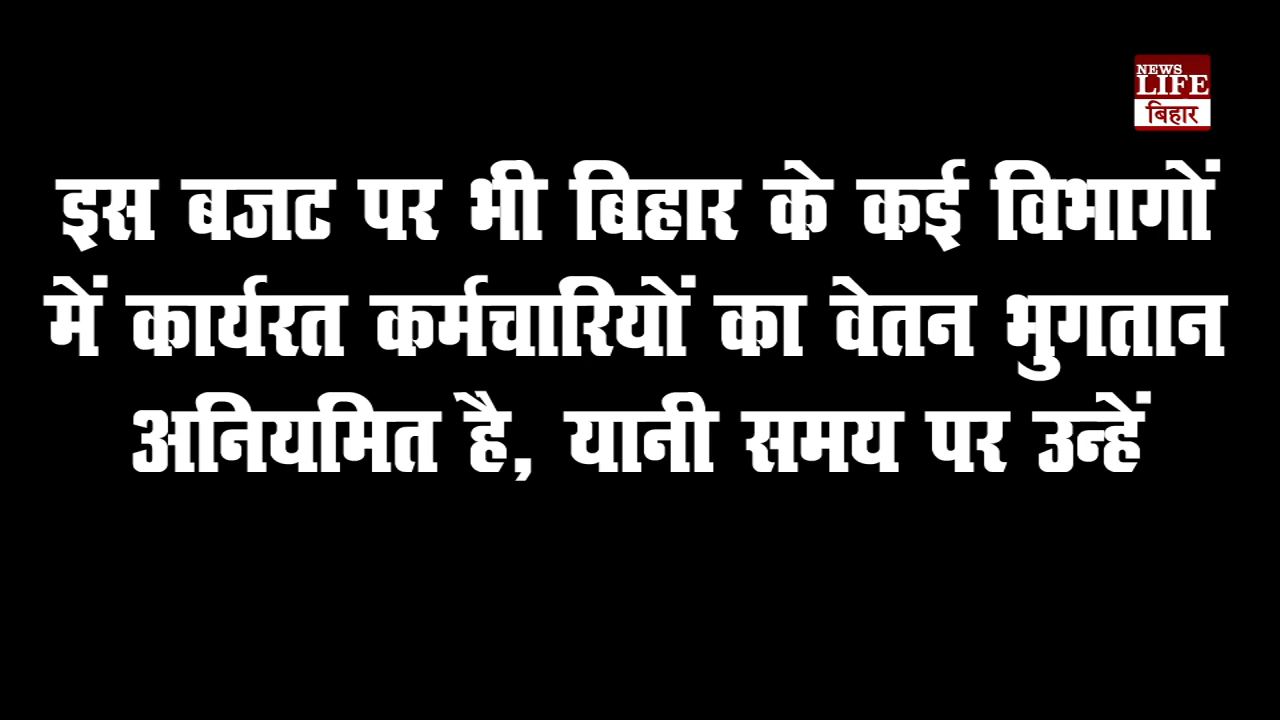 NEWS
LIFE
बिहार
इस बजट पर भी बिहार के कई विभागों
में कार्यरत कर्मचारियों का वेतन भुगतान
अनियमित है, यानी समय पर उन्हें